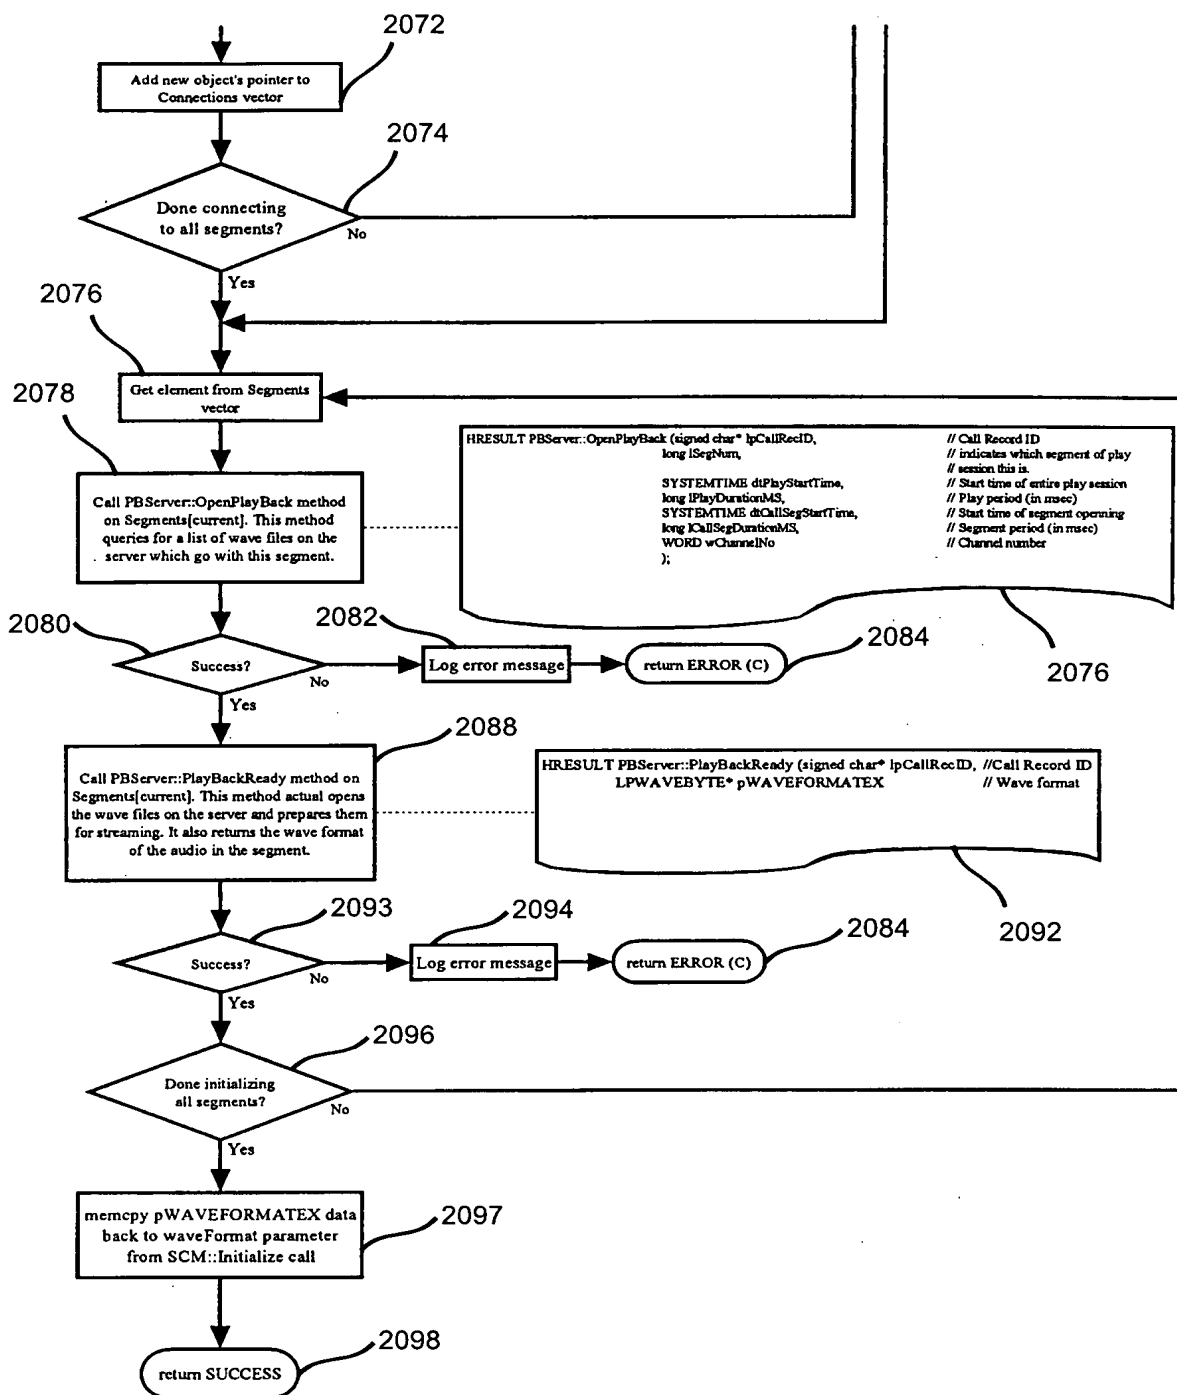 2072
Add new object's pointer to
Connections vector
2074
Done connecting
to all segments?
No
Yes
2076
Get element from Segments
vector
2078
Call PBServer::OpenPlayBack method
on Segments[current]. This method
queries for a list of wave files on the
server which go with this segment.
HRESULT PBServer::OpenPlayBack (signed char* lpCallRecID, // Call Record ID
long lSegNum, // indicates which segment of play
// session this is.
SYSTEMTIME dtPlayStartTime, // Start time of entire play session
long lPlayDurationMS, // Play period (in msec)
SYSTEMTIME dtCallSegStartTime, // Start time of segment openning
long lCallSegDurationMS, // Segment period (in msec)
WORD wChannelNo // Channel number
);
2076
2080
Success?
No
Yes
2082
Log error message
return ERROR (C)
2084
2088
Call PBServer::PlayBackReady method on
Segments[current]. This method actual opens
the wave files on the server and prepares them
for streaming. It also returns the wave format
of the audio in the segment.
HRESULT PBServer::PlayBackReady (signed char* lpCallRecID, //Call Record ID
LPWAVEBYTE* pWAVEFORMATEX // Wave format
2092
2093
Success?
No
Yes
2094
Log error message
return ERROR (C)
2084
2096
Done initializing
all segments?
No
Yes
memcpy pWAVEFORMATEX data
back to waveFormat parameter
from SCM::Initialize call
2097
return SUCCESS
2098